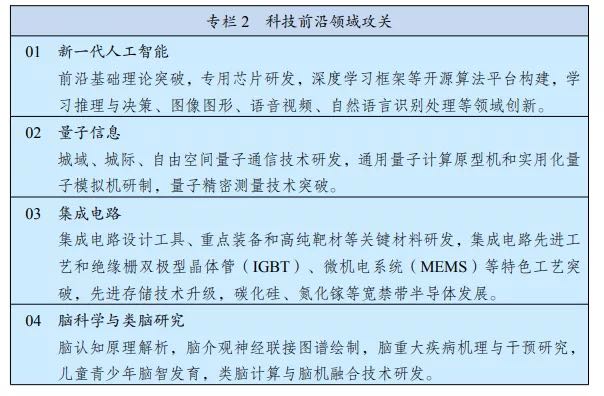 专栏2 科技前沿领域攻关
01 新一代人工智能
前沿基础理论突破，专用芯片研发，深度学习框架等开源算法平台构建，学
习推理与决策、图像图形、语音视频、自然语言识别处理等领域创新。
02 量子信息
城域、城际、自由空间量子通信技术研发，通用量子计算原型机和实用化量
子模拟机研制，量子精密测量技术突破。
03 集成电路
集成电路设计工具、重点装备和高纯靶材等关键材料研发，集成电路先进工
艺和绝缘栅双极型晶体管（IGBT）、微机电系统（MEMS）等特色工艺突
破，先进存储技术升级，碳化硅、氮化镓等宽禁带半导体发展。
04 脑科学与类脑研究
脑认知原理解析，脑介观神经联接图谱绘制，脑重大疾病机理与干预研究，
儿童青少年脑智发育，类脑计算与脑机融合技术研发。